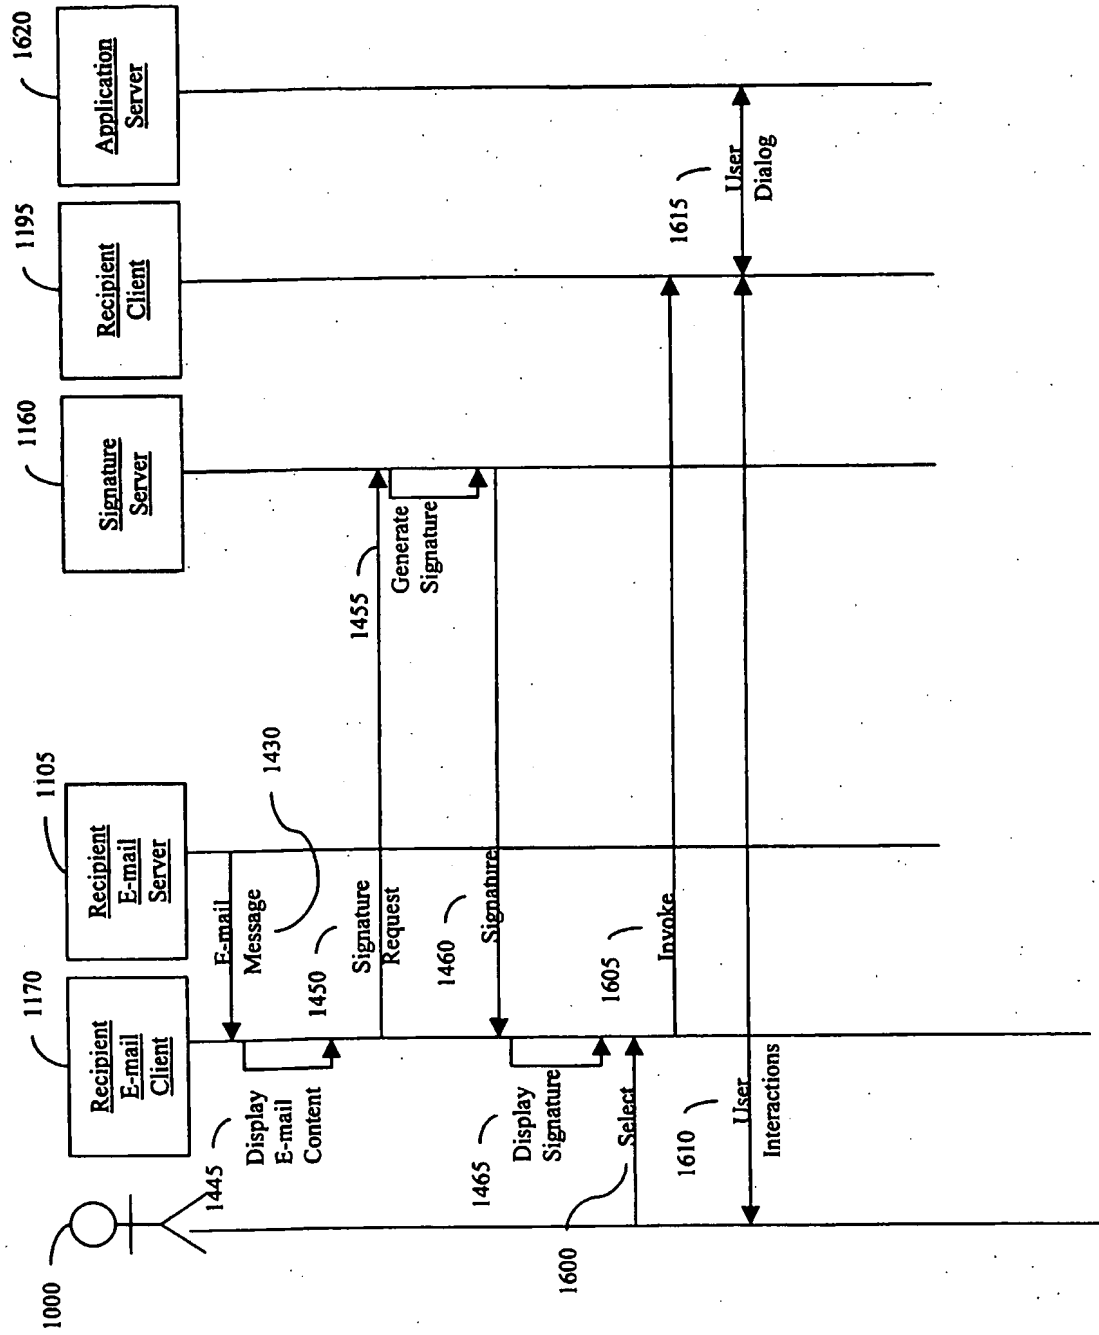 1000
1170
Recipient
E-mail
Client
1105
Recipient
E-mail
Server
1160
Signature
Server
1195
Recipient
Client
1620
Application
Server
E-mail
Message
1430
1445
Display
E-mail
Content
1450
Signature
Request
1455
Generate
Signature
1460
Signature
1465
Display
Signature
1600
Select
1605
Invoke
1610
User
Interactions
1615
User
Dialog